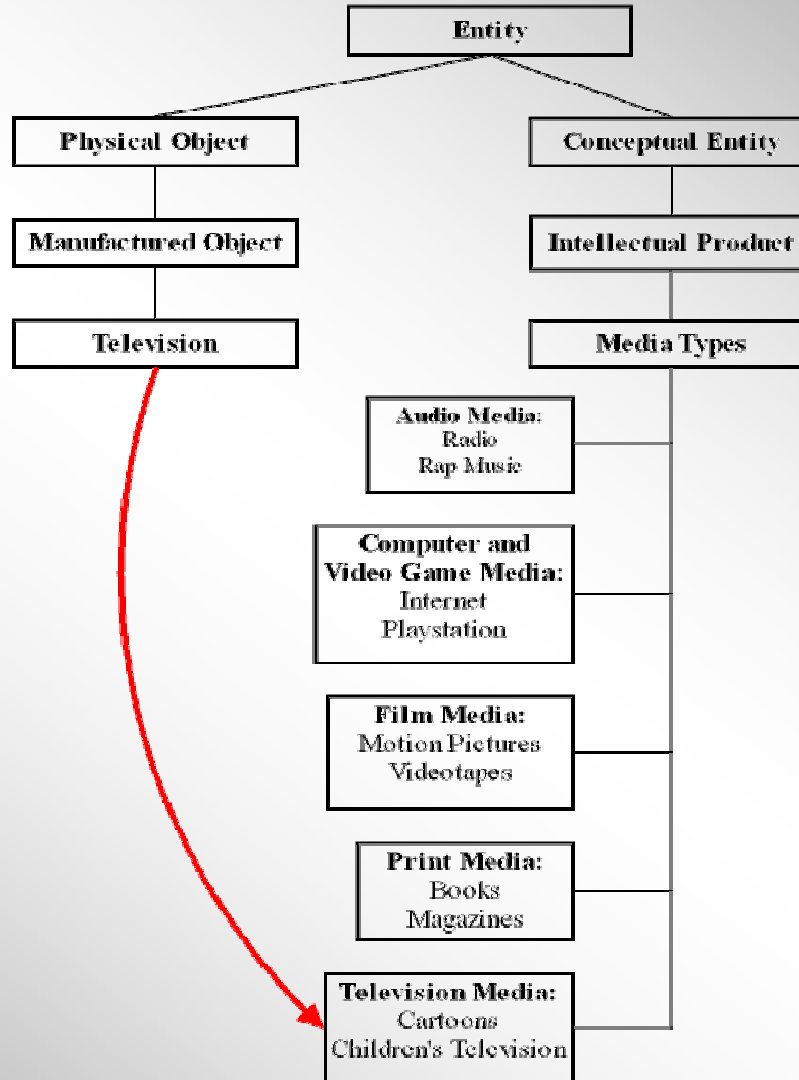 Entity
Physical Object
Conceptual Entity
Manufactured Object
Intellectual Product
Television
Media Types
Audio Media:
Radio
Rap Music
Computer and
Video Game Media:
Internet
Playstation
Film Media:
Motion Pictures
Videotapes
Print Media:
Books
Magazines
Television Media:
Cartoons
Children's Television